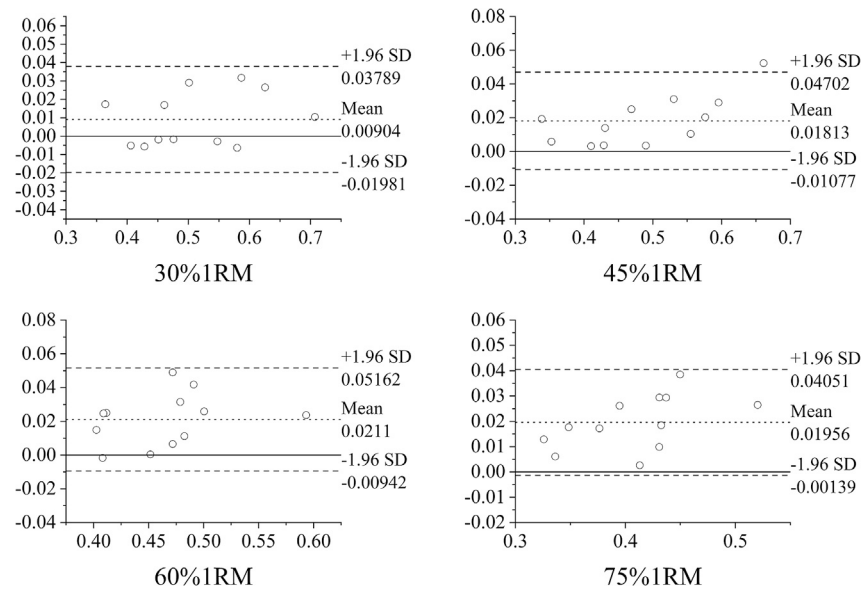 0.06
0.05
0.04
0.03
0.02
0.01
0.00
-0.01
-0.02
-0.03
-0.04
0.3 0.4 0.5 0.6 0.7
+1.96 SD
0.03789
Mean
0.00904
-1.96 SD
-0.01981
30%1RM
0.08
0.06
0.04
0.02
0.00
-0.02
-0.04
0.3 0.4 0.5 0.6 0.7
+1.96 SD
0.04702
Mean
0.01813
-1.96 SD
-0.01077
45%1RM
0.08
0.06
0.04
0.02
0.00
-0.02
-0.04
0.40 0.45 0.50 0.55 0.60
+1.96 SD
0.05162
Mean
0.0211
-1.96 SD
-0.00942
60%1RM
0.06
0.05
0.04
0.03
0.02
0.01
0.00
-0.01
-0.02
0.3 0.4 0.5
+1.96 SD
0.04051
Mean
0.01956
-1.96 SD
-0.00139
75%1RM